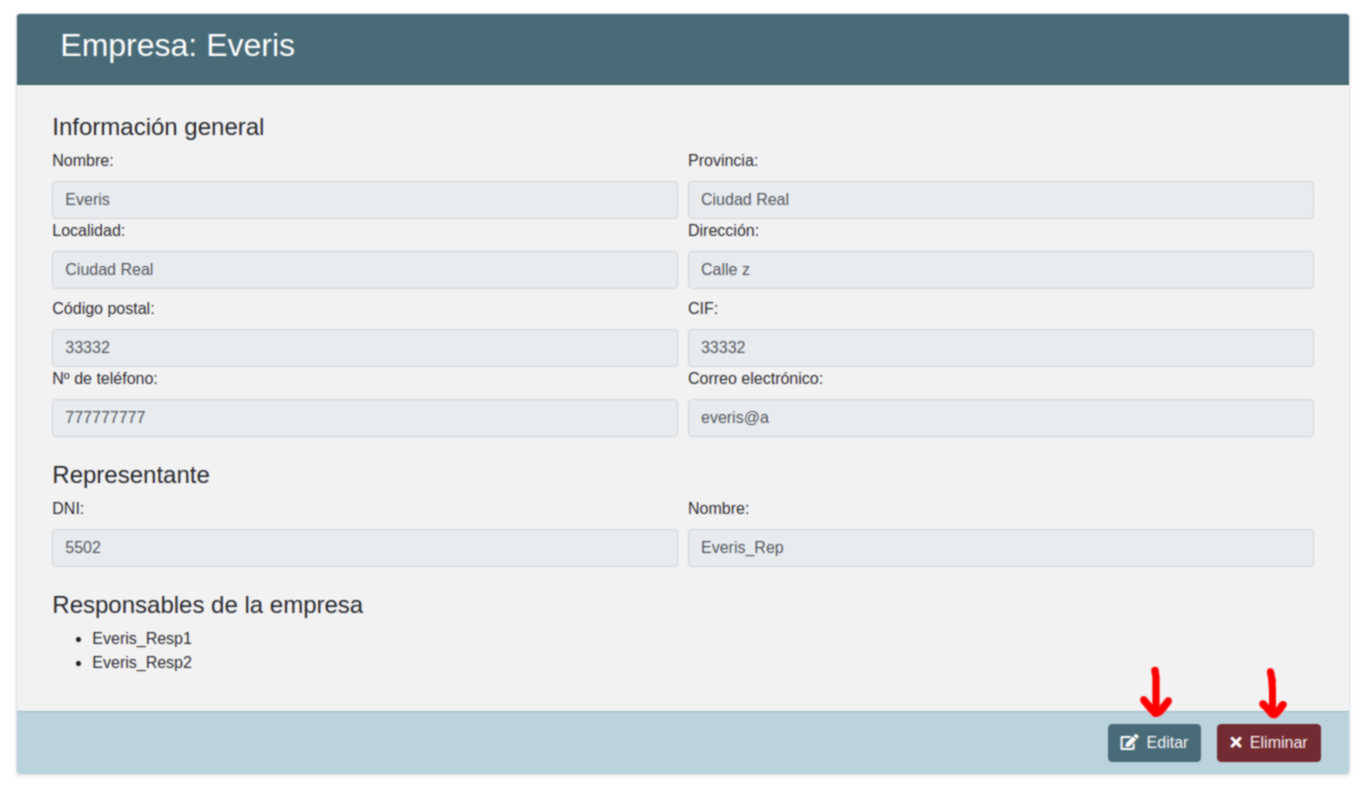 Empresa: Everis
Información general
Nombre: Provincia:
Everis Ciudad Real
Localidad: Dirección:
Ciudad Real Calle z
Código postal: CIF:
33332 33332
Nº de teléfono: Correo electrónico:
777777777 everis@a
Representante
DNI: Nombre:
5502 Everis_Rep
Responsables de la empresa
• Everis_Resp1
• Everis_Resp2
Editar Eliminar